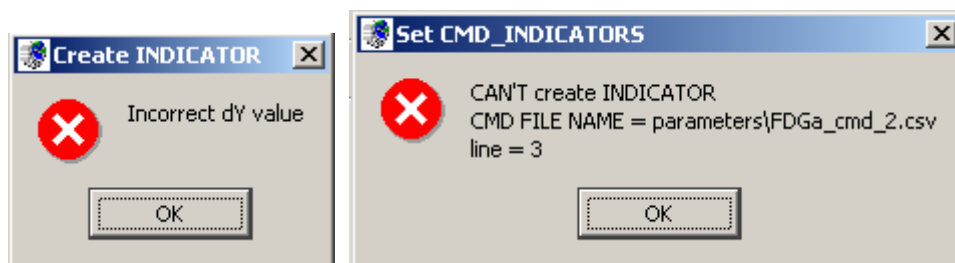 Create INDICATOR
Incorrect dY value
OK
Set CMD_INDICATORS
CAN'T create INDICATOR
CMD FILE NAME = parameters\FDGa_cmd_2.csv
line = 3
OK